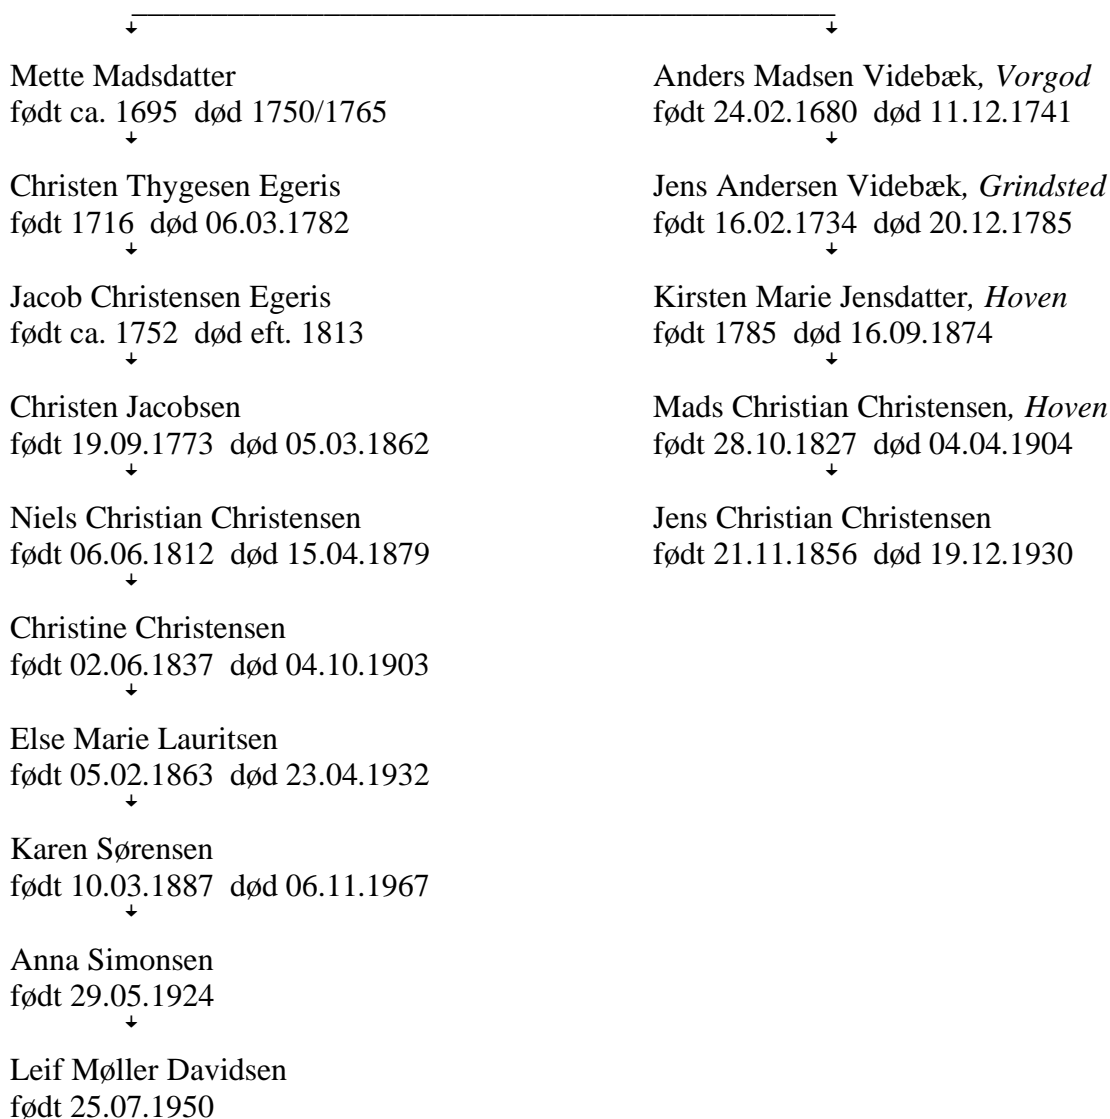 Mette Madsdatter
født ca. 1695 død 1750/1765
Christen Thygesen Egeris
født 1716 død 06.03.1782
Jacob Christensen Egeris
født ca. 1752 død eft. 1813
Christen Jacobsen
født 19.09.1773 død 05.03.1862
Niels Christian Christensen
født 06.06.1812 død 15.04.1879
Christine Christensen
født 02.06.1837 død 04.10.1903
Else Marie Lauritsen
født 05.02.1863 død 23.04.1932
Karen Sørensen
født 10.03.1887 død 06.11.1967
Anna Simonsen
født 29.05.1924
Leif Møller Davidsen
født 25.07.1950
Anders Madsen Videbæk, Vorgod
født 24.02.1680 død 11.12.1741
Jens Andersen Videbæk, Grindsted
født 16.02.1734 død 20.12.1785
Kirsten Marie Jensdatter, Hoven
født 1785 død 16.09.1874
Mads Christian Christensen, Hoven
født 28.10.1827 død 04.04.1904
Jens Christian Christensen
født 21.11.1856 død 19.12.1930